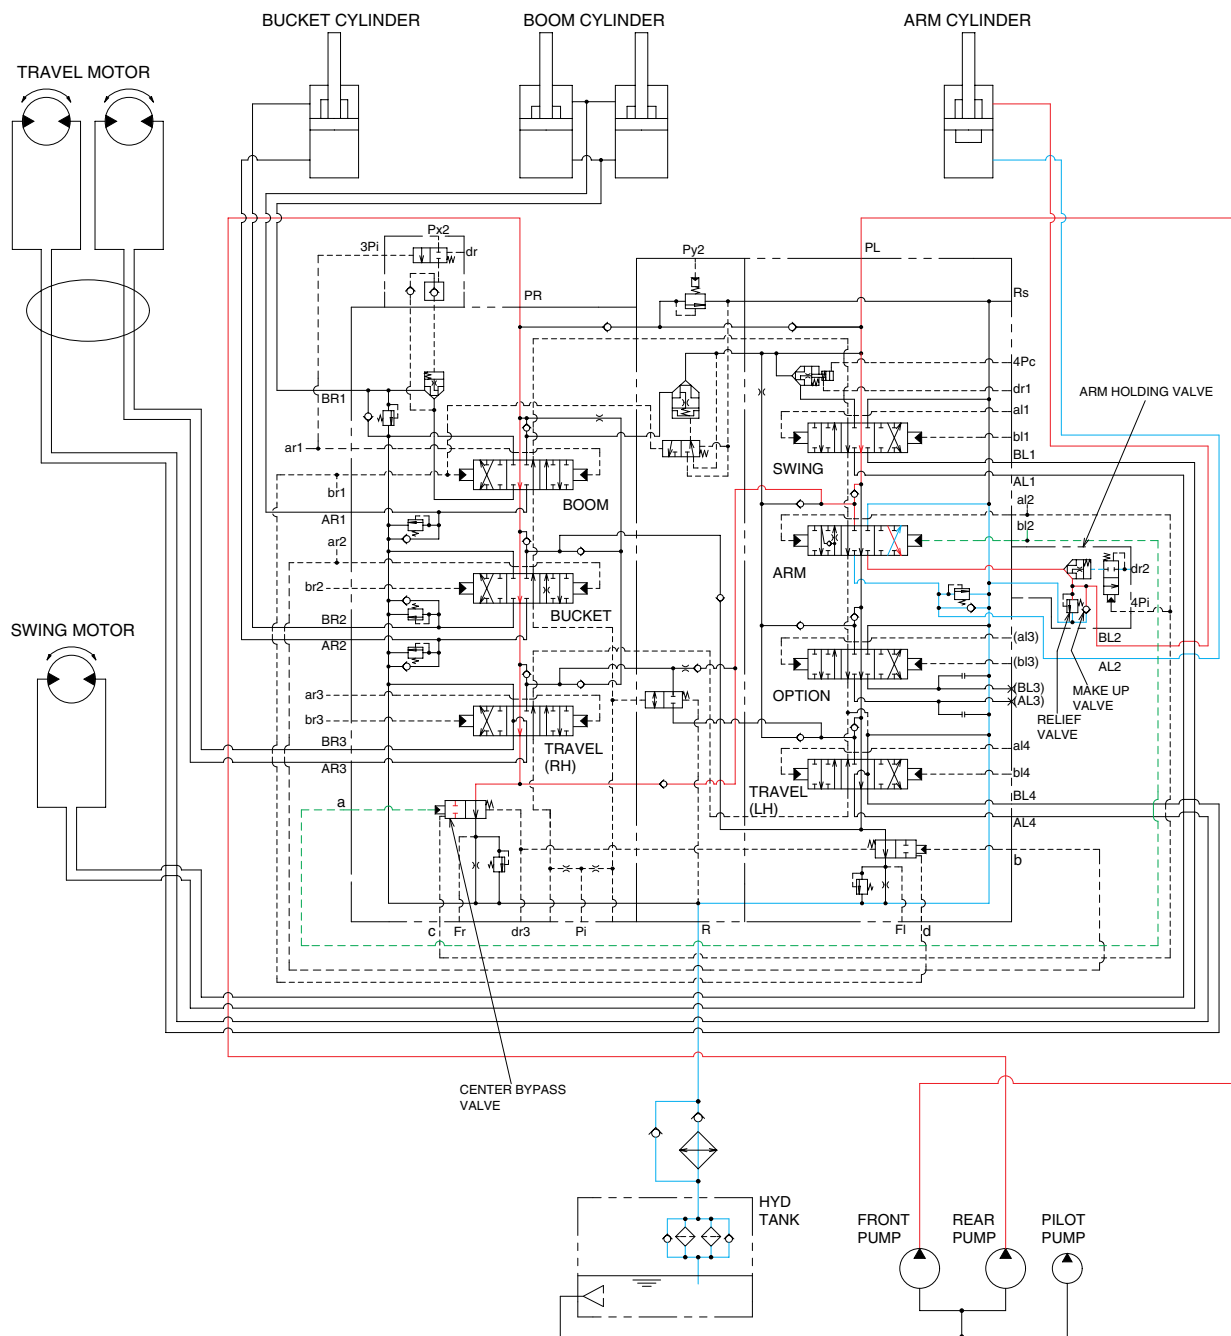 BUCKET CYLINDER
BOOM CYLINDER
ARM CYLINDER
TRAVEL MOTOR
Px2
3Pi
dr
Py2
PL
PR
Rs
4Pc
dr1
ARM HOLDING VALVE
BR1
al1
ar1
bl1
BL1
SWING
AL1
br1
BOOM
al2
AR1
bl2
ar2
ARM
dr2
br2
BUCKET
4Pi
BR2
SWING MOTOR
AR2
(al3)
BL2
(bl3)
AL2
ar3
OPTION
(BL3)
MAKE UP
VALVE
(AL3)
br3
RELIEF
VALVE
BR3
TRAVEL
(RH)
al4
AR3
bl4
a
TRAVEL
(LH)
BL4
AL4
b
c
Fr
dr3
Pi
R
Fl
d
CENTER BYPASS
VALVE
HYD
TANK
FRONT
PUMP
REAR
PUMP
PILOT
PUMP